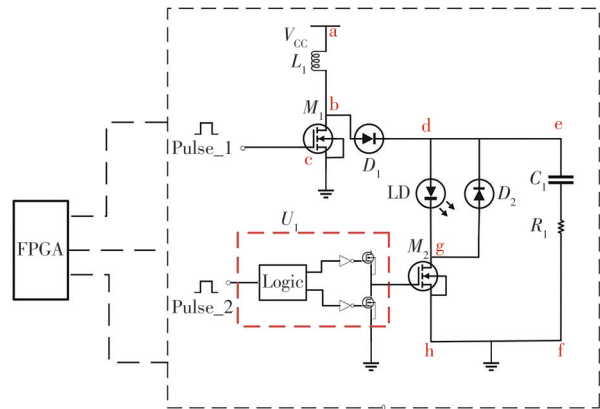 a
V_CC
L_1
b
M_1
c
Pulse_1
D_1
d
e
C_1
LD
D_2
R_1
U_1
M_2
g
FPGA
Logic
Pulse_2
h
f